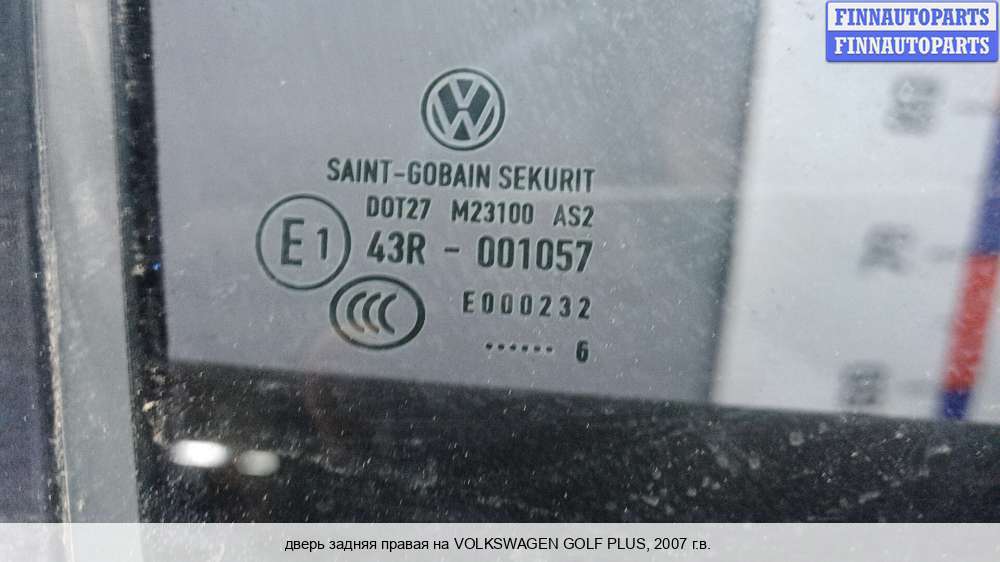 FINNAUTOPARTS
FINNAUTOPARTS
SAINT-GOBAIN SEKURIT
DOT27 M23100 AS2
E1 43R - 001057
CCC E000232
...... 6
дверь задняя правая на VOLKSWAGEN GOLF PLUS, 2007 г.в.